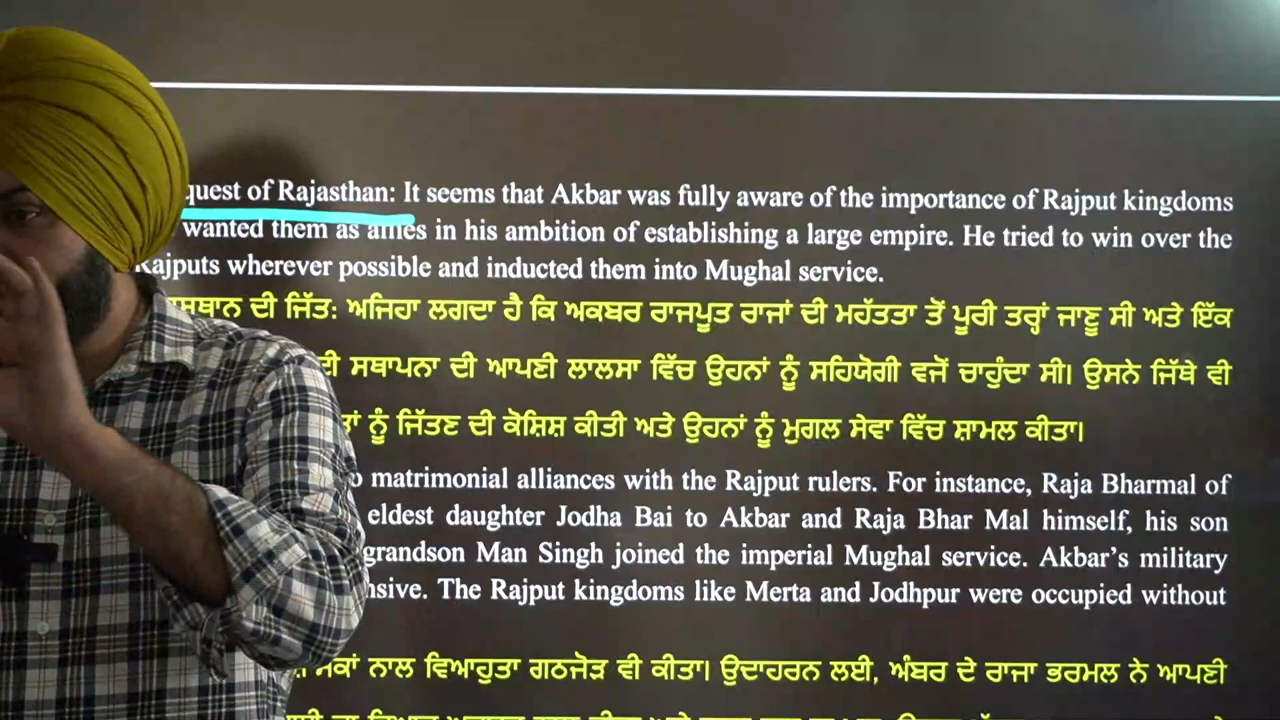 quest of Rajasthan: It seems that Akbar was fully aware of the importance of Rajput kingdoms
wanted them as allies in his ambition of establishing a large empire. He tried to win over the
Rajputs wherever possible and inducted them into Mughal service.
ਸਥਾਨ ਦੀ ਜਿੱਤ: ਅਜਿਹਾ ਲਗਦਾ ਹੈ ਕਿ ਅਕਬਰ ਰਾਜਪੂਤ ਰਾਜਾਂ ਦੀ ਮਹੱਤਤਾ ਤੋਂ ਪੂਰੀ ਤਰ੍ਹਾਂ ਜਾਣੂ ਸੀ ਅਤੇ ਇੱਕ
ਦੀ ਸਥਾਪਨਾ ਦੀ ਆਪਣੀ ਲਾਲਸਾ ਵਿੱਚ ਉਹਨਾਂ ਨੂੰ ਸਹਿਯੋਗੀ ਵਜੋਂ ਚਾਹੁੰਦਾ ਸੀ। ਉਸਨੇ ਜਿੱਥੇ ਵੀ
ਨੂੰ ਜਿੱਤਣ ਦੀ ਕੋਸ਼ਿਸ਼ ਕੀਤੀ ਅਤੇ ਉਹਨਾਂ ਨੂੰ ਮੁਗਲ ਸੇਵਾ ਵਿੱਚ ਸ਼ਾਮਲ ਕੀਤਾ।
matrimonial alliances with the Rajput rulers. For instance, Raja Bharmal of
eldest daughter Jodha Bai to Akbar and Raja Bhar Mal himself, his son
grandson Man Singh joined the imperial Mughal service. Akbar's military
nsive. The Rajput kingdoms like Merta and Jodhpur were occupied without
ਸਕਾਂ ਨਾਲ ਵਿਆਹੁਤਾ ਗਠਜੋੜ ਵੀ ਕੀਤਾ। ਉਦਾਹਰਨ ਲਈ, ਅੰਬਰ ਦੇ ਰਾਜਾ ਭਰਮਲ ਨੇ ਆਪਣੀ